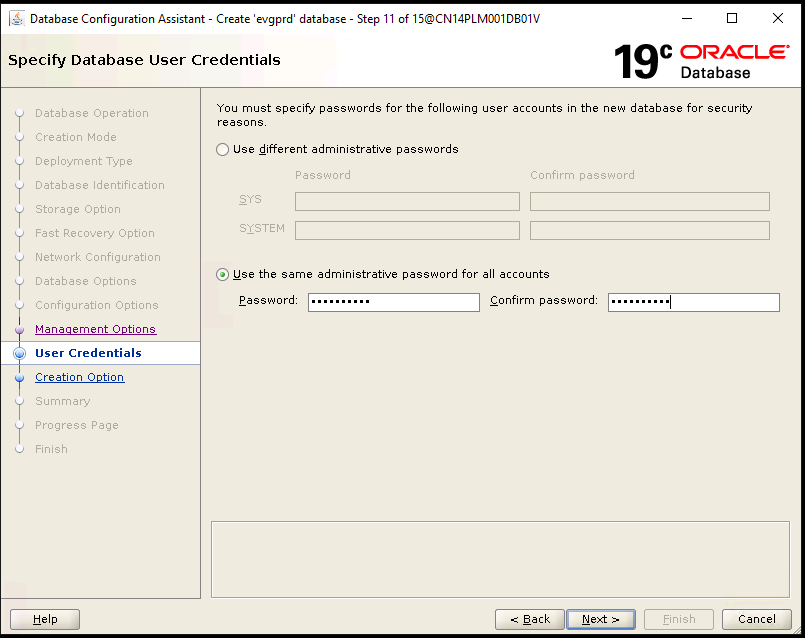 Database Configuration Assistant - Create 'evgprd' database - Step 11 of 15@CN14PLM001DB01V
Specify Database User Credentials
19c ORACLE
Database
Database Operation
Creation Mode
Deployment Type
Database Identification
Storage Option
Fast Recovery Option
Network Configuration
Database Options
Configuration Options
Management Options
User Credentials
Creation Option
Summary
Progress Page
Finish
You must specify passwords for the following user accounts in the new database for security
reasons.
Use different administrative passwords
Password Confirm password
SYS
SYSTEM
Use the same administrative password for all accounts
Password: •••••••••• Confirm password: ••••••••••
Help < Back Next > Finish Cancel